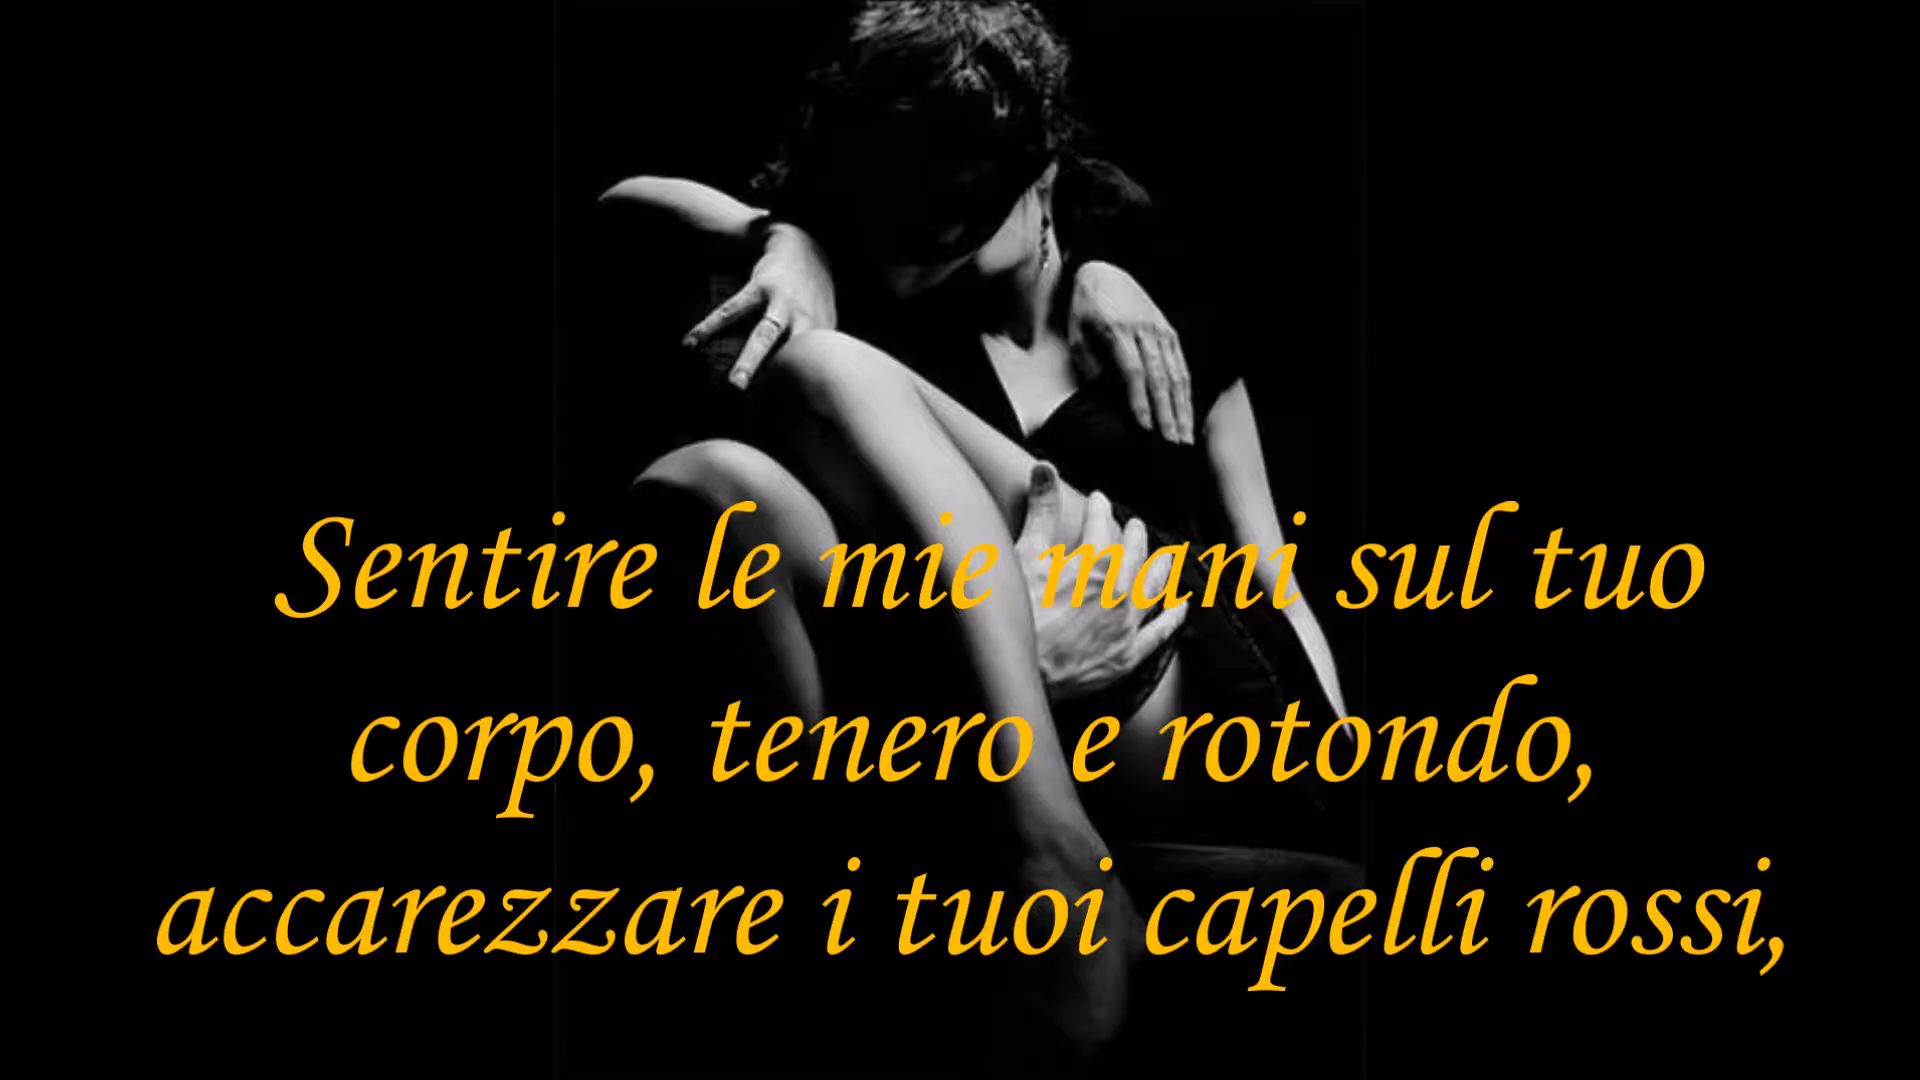 Sentire le mie mani sul tuo
corpo, tenero e rotondo,
accarezzare i tuoi capelli rossi,